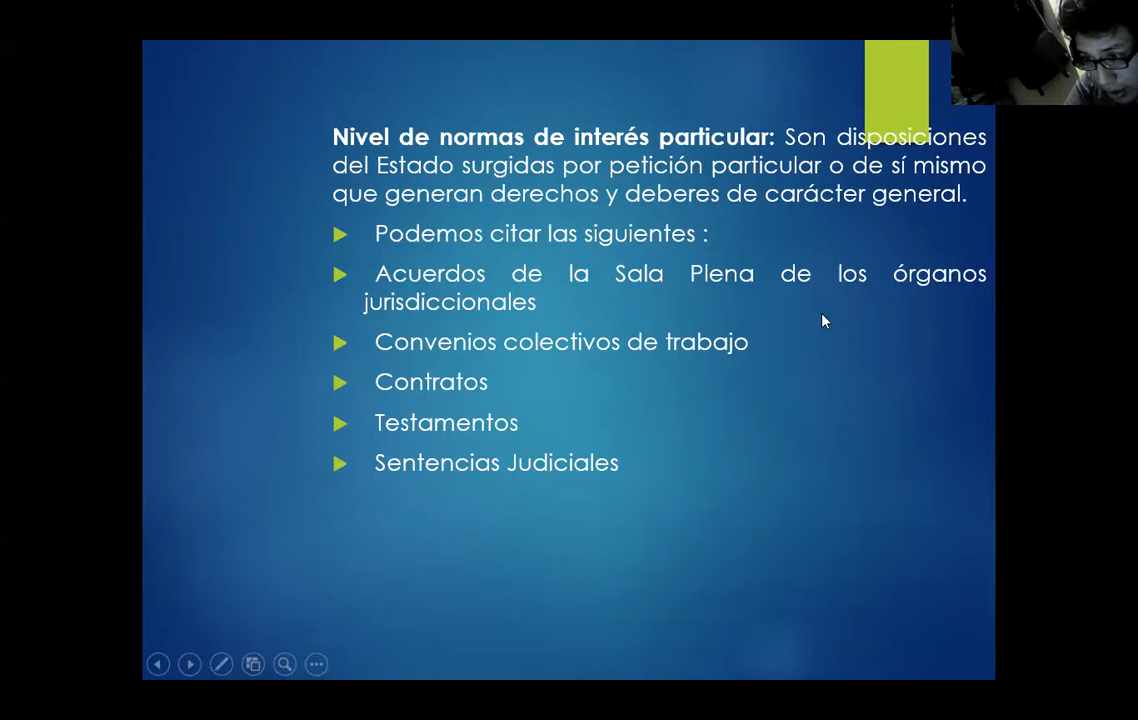 Nivel de normas de interés particular: Son disposiciones
del Estado surgidas por petición particular o de sí mismo
que generan derechos y deberes de carácter general.
Podemos citar las siguientes :
Acuerdos de la Sala Plena de los órganos
jurisdiccionales
Convenios colectivos de trabajo
Contratos
Testamentos
Sentencias Judiciales